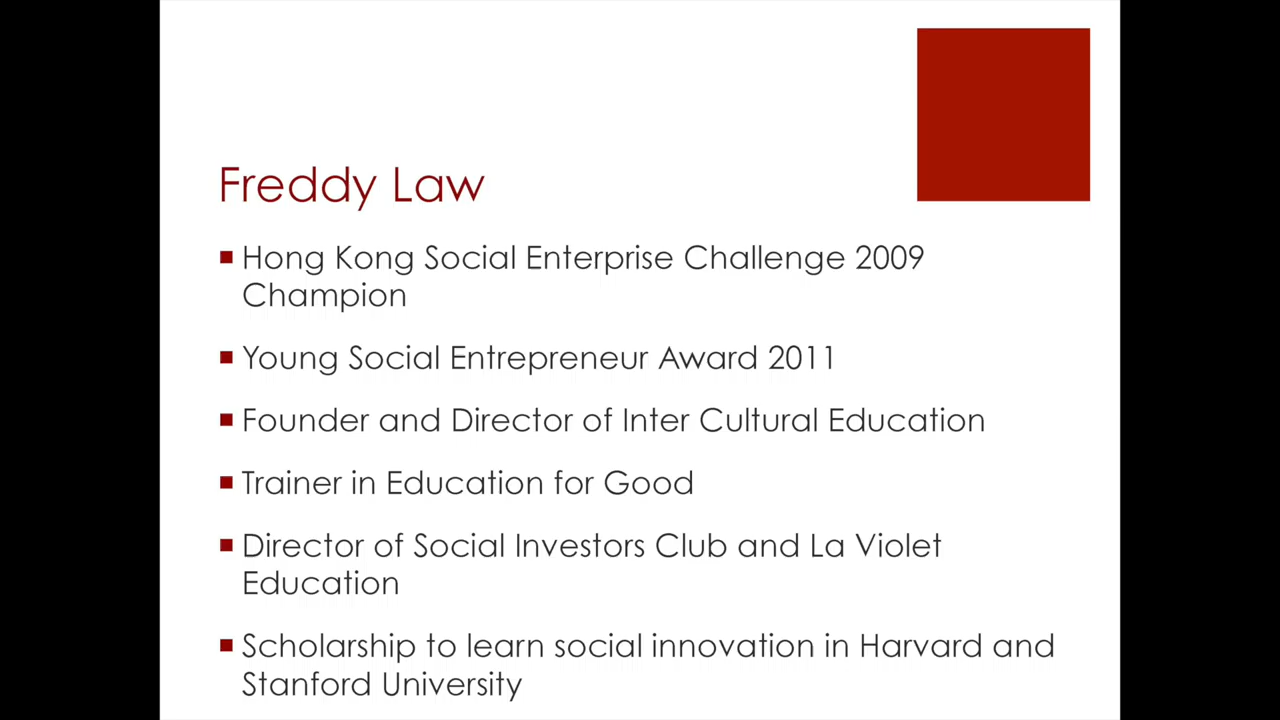 Freddy Law
Hong Kong Social Enterprise Challenge 2009
Champion
Young Social Entrepreneur Award 2011
Founder and Director of Inter Cultural Education
Trainer in Education for Good
Director of Social Investors Club and La Violet
Education
Scholarship to learn social innovation in Harvard and
Stanford University